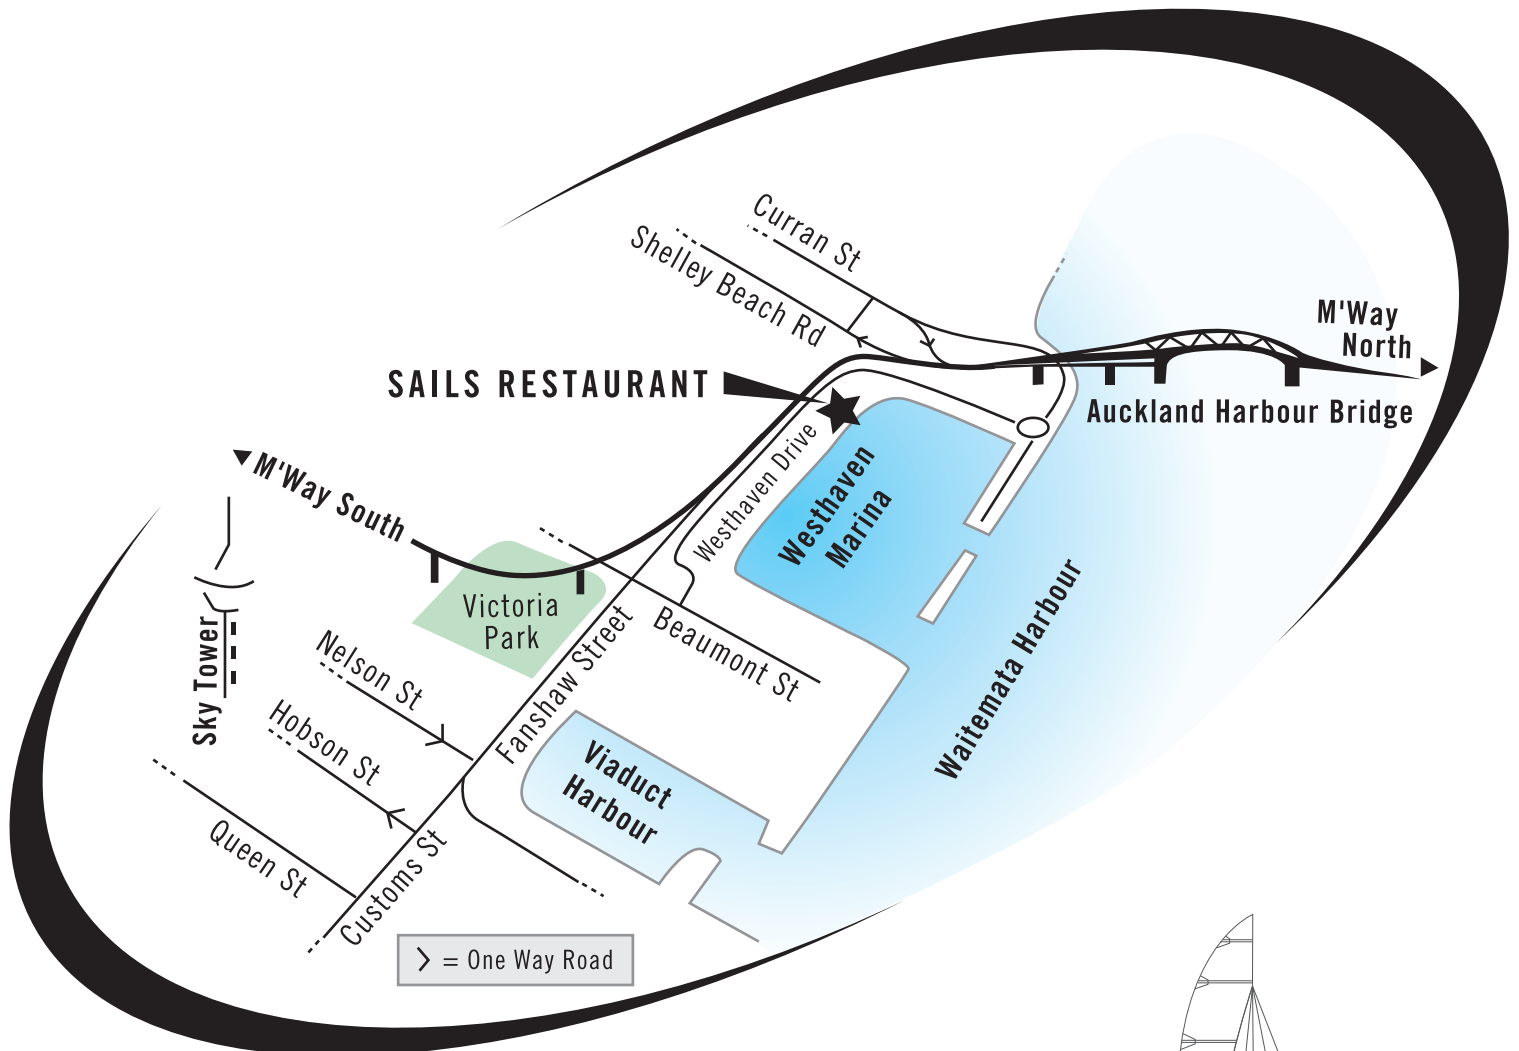 Curran St
Shelley Beach Rd
M'Way
North
SAILS RESTAURANT
Auckland Harbour Bridge
M'Way South
Westhaven Drive
Westhaven
Marina
Victoria
Park
Waitemata Harbour
Beaumont St
Fanshaw Street
Nelson St
Sky Tower
Hobson St
Viaduct
Harbour
Queen St
Customs St
= One Way Road